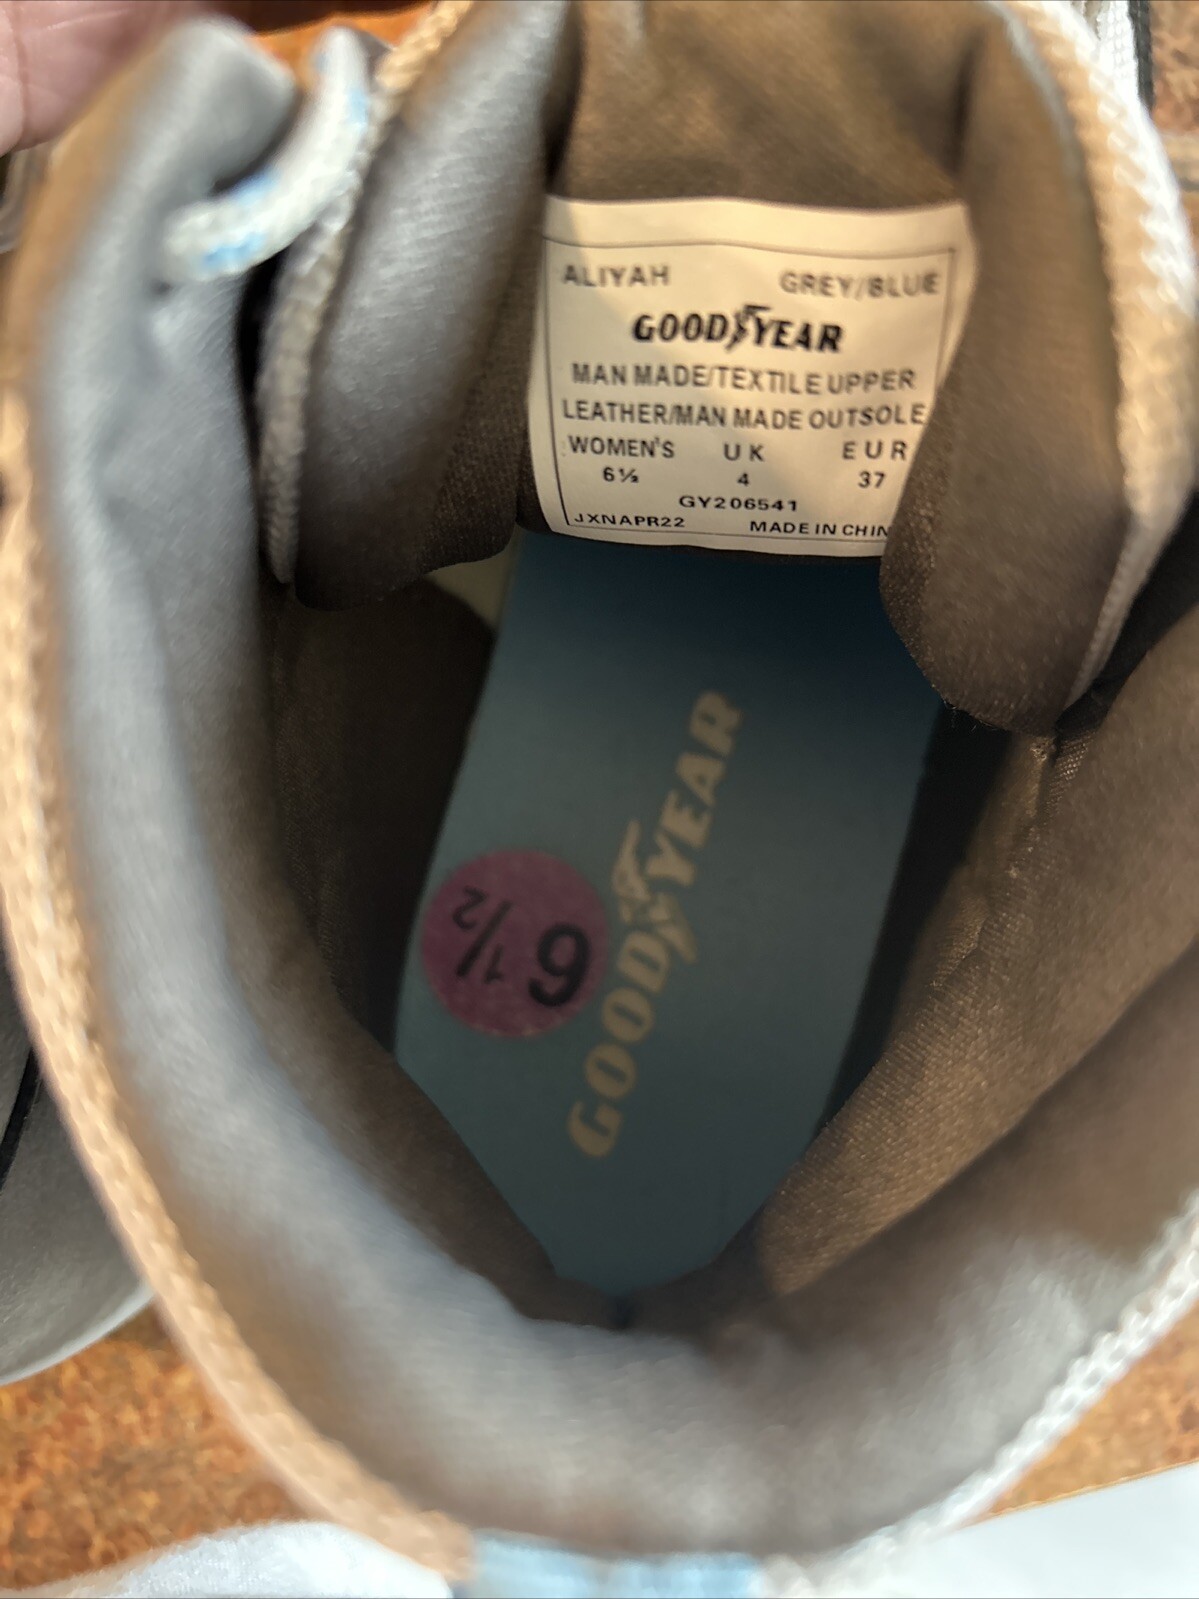 ALIYAH GREY/BLUE
GOODYEAR
MAN MADE/TEXTILE UPPER
LEATHER/MAN MADE OUTSOLE
WOMEN'S UK EUR
6½ 4 37
GY206541
JXNAPR22 MADE IN CHIN
GOODYEAR
6 1/2